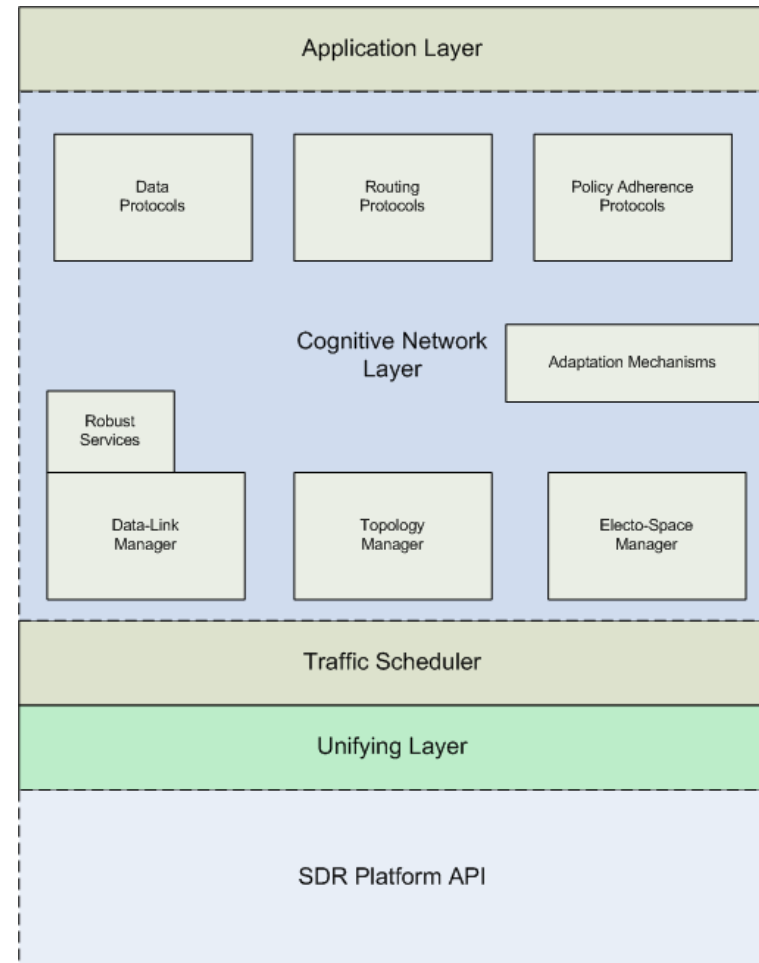 Application Layer
Data
Protocols
Routing
Protocols
Policy Adherence
Protocols
Cognitive Network
Layer
Adaptation Mechanisms
Robust
Services
Data-Link
Manager
Topology
Manager
Electo-Space
Manager
Traffic Scheduler
Unifying Layer
SDR Platform API